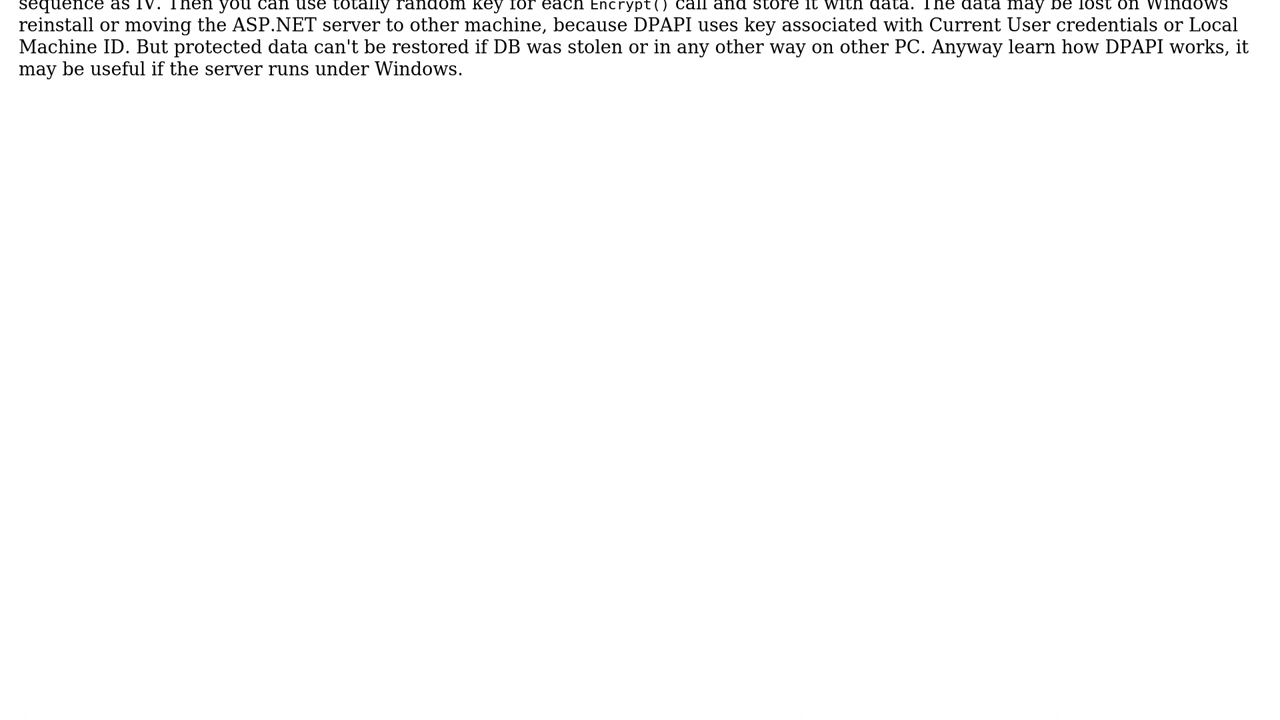 sequence as IV. Then you can use totally random key for each Encrypt() call and store it with data. The data may be lost on Windows
reinstall or moving the ASP.NET server to other machine, because DPAPI uses key associated with Current User credentials or Local
Machine ID. But protected data can't be restored if DB was stolen or in any other way on other PC. Anyway learn how DPAPI works, it
may be useful if the server runs under Windows.